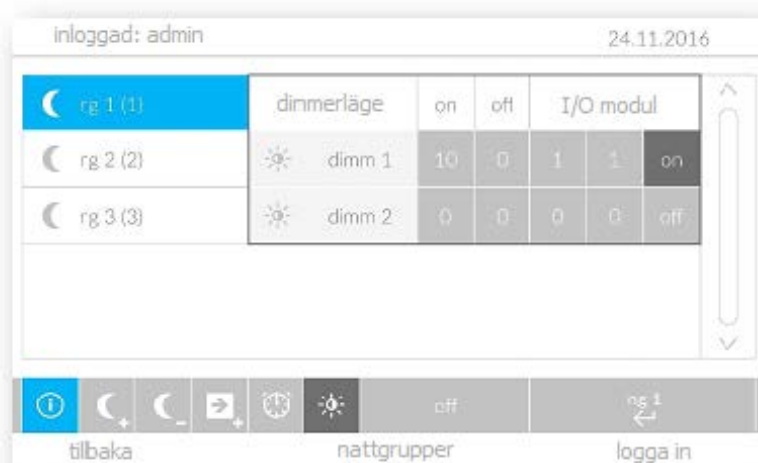 inloggad: admin 24.11.2016
rg 1 (1) dimmerläge on off I/O modul
rg 2 (2) dimm 1 10 0 1 1 on
rg 3 (3) dimm 2 0 0 0 0 off
off rg 1
tilbaka nattgrupper logga in